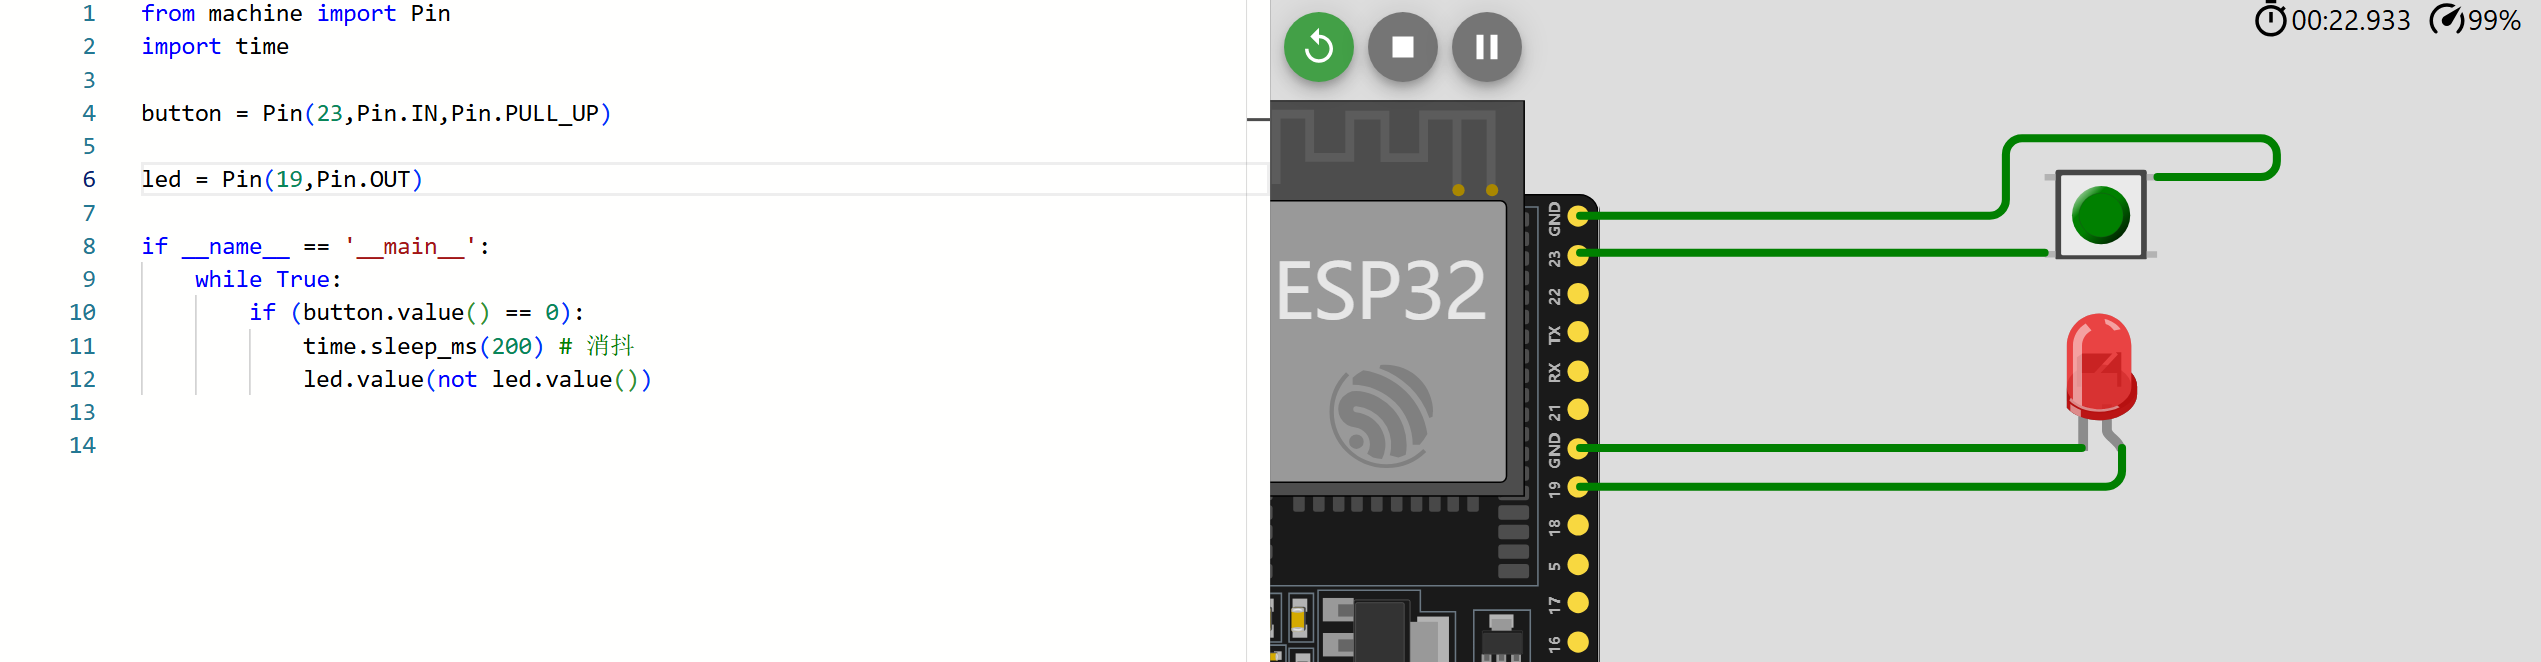 1 from machine import Pin
2 import time
3
4 button = Pin(23,Pin.IN,Pin.PULL_UP)
5
6 led = Pin(19,Pin.OUT)
7
8 if __name__ == '__main__':
9 while True:
10 if (button.value() == 0):
11 time.sleep_ms(200) # 消抖
12 led.value(not led.value())
13
14
00:22.933 99%
ESP32
GND
23
22
TX
RX
21
GND
19
18
5
17
16